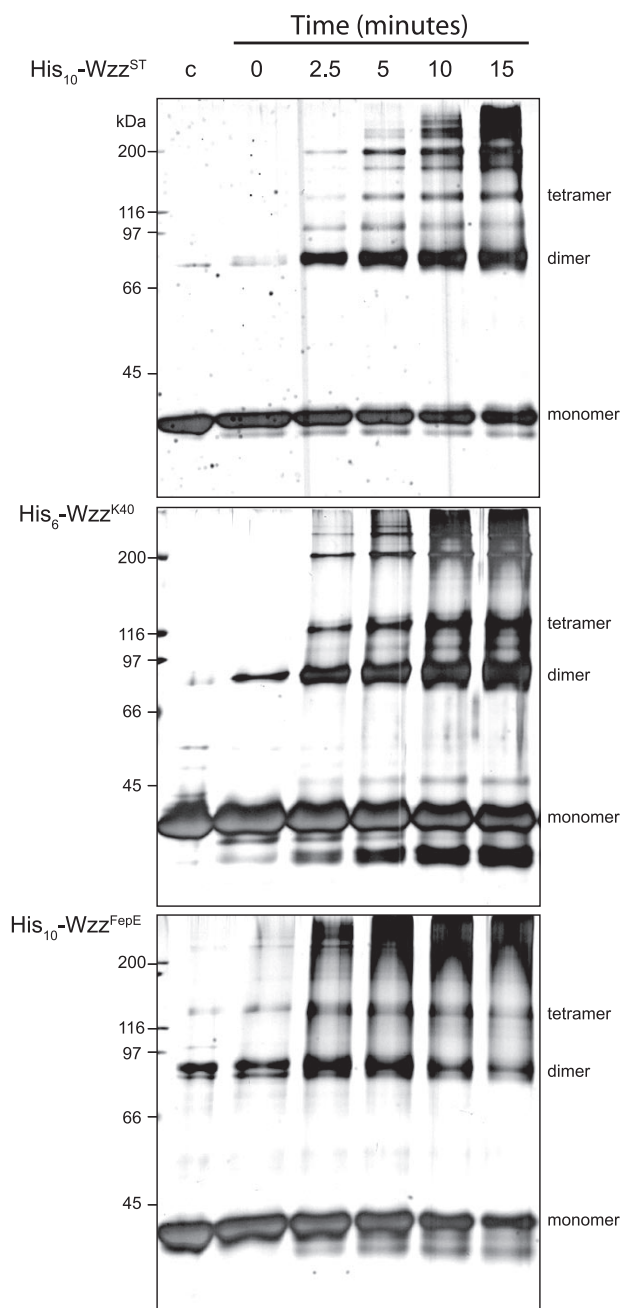 Time (minutes)
His10-WzzST c 0 2.5 5 10 15
kDa
200
tetramer
116
97
dimer
66
45
monomer
His6-WzzK40
200
tetramer
116
97
dimer
66
45
monomer
His10-WzzFepE
200
tetramer
116
97
dimer
66
45
monomer